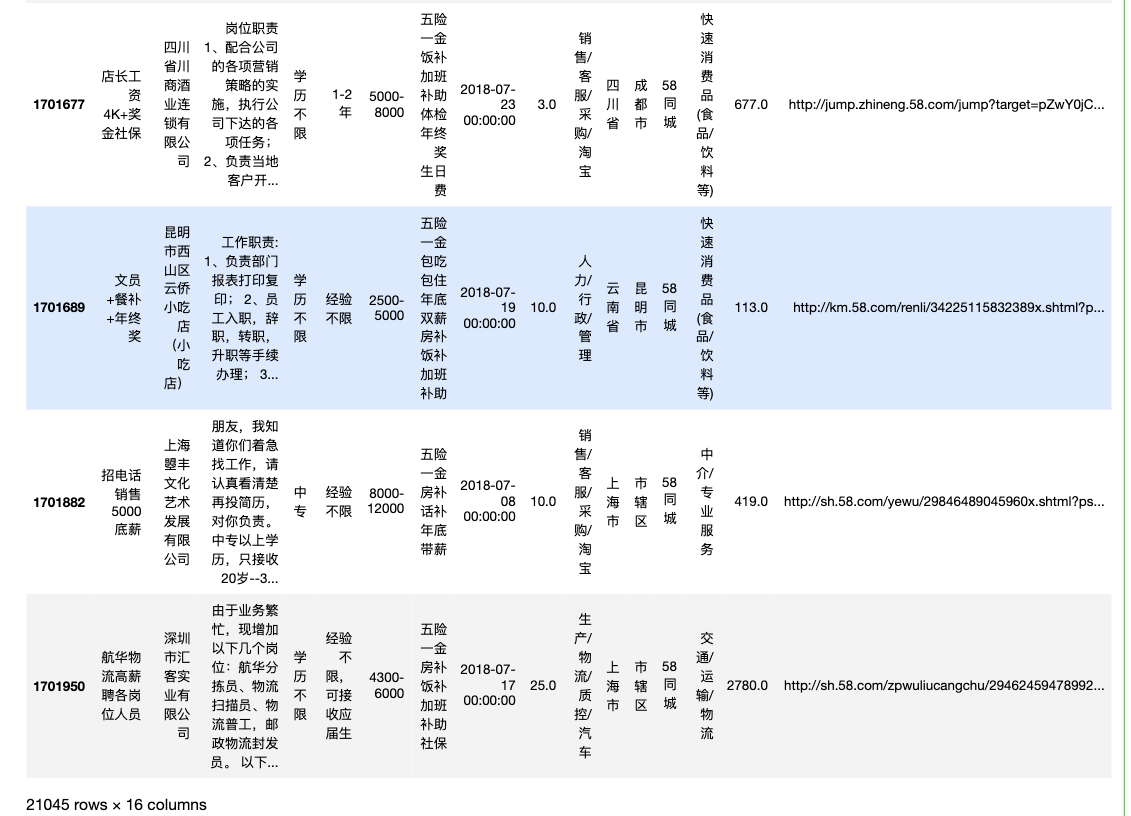 1701677
店长工
资
4K+奖
金社保
四川
省川
商酒
业连
锁有
限公
司
岗位职责
1、配合公司
的各项营销
策略的实
施，执行公
司下达的各
项任务；
2、负责当地
客户开...
学
历
不
限
1-2
年
5000-
8000
五险
一金
饭补
加班
补助
体检
年终
奖
生日
费
2018-07-
23
00:00:00
3.0
销
售/
客
服/
采
购/
淘
宝
四
川
省
成
都
市
58
同
城
快
速
消
费
品
(食
品/
饮
料
等)
677.0
http://jump.zhineng.58.com/jump?target=pZwY0jC...
1701689
文员
+餐补
+年终
奖
昆明
市西
山区
云侨
小吃
店
（小
吃
店）
工作职责:
1、负责部门
报表打印复
印； 2、员
工入职，辞
职，转职，
升职等手续
办理； 3...
学
历
不
限
经验
不限
2500-
5000
五险
一金
包吃
包住
年底
双薪
房补
饭补
加班
补助
2018-07-
19
00:00:00
10.0
人
力/
行
政/
管
理
云
南
省
昆
明
市
58
同
城
快
速
消
费
品
(食
品/
饮
料
等)
113.0
http://km.58.com/renli/34225115832389x.shtml?p...
1701882
招电话
销售
5000
底薪
上海
曌丰
文化
艺术
发展
有限
公司
朋友，我知
道你们着急
找工作，请
认真看清楚
再投简历，
对你负责。
中专以上学
历，只接收
20岁--3...
中
专
经验
不限
8000-
12000
五险
一金
房补
话补
年底
带薪
2018-07-
08
00:00:00
10.0
销
售/
客
服/
采
购/
淘
宝
上
海
市
市
辖
区
58
同
城
中
介/
专
业
服
务
419.0
http://sh.58.com/yewu/29846489045960x.shtml?ps...
1701950
航华物
流高薪
聘各岗
位人员
深圳
市汇
客实
业有
限公
司
由于业务繁
忙，现增加
以下几个岗
位：航华分
拣员、物流
扫描员、物
流普工，邮
政物流封发
员。 以下...
学
历
不
限
经验
不
限，
可接
收应
届生
4300-
6000
五险
一金
房补
饭补
加班
补助
社保
2018-07-
17
00:00:00
25.0
生
产/
物
流/
质
控/
汽
车
上
海
市
市
辖
区
58
同
城
交
通/
运
输/
物
流
2780.0
http://sh.58.com/zpwuliucangchu/29462459478992...
21045 rows × 16 columns